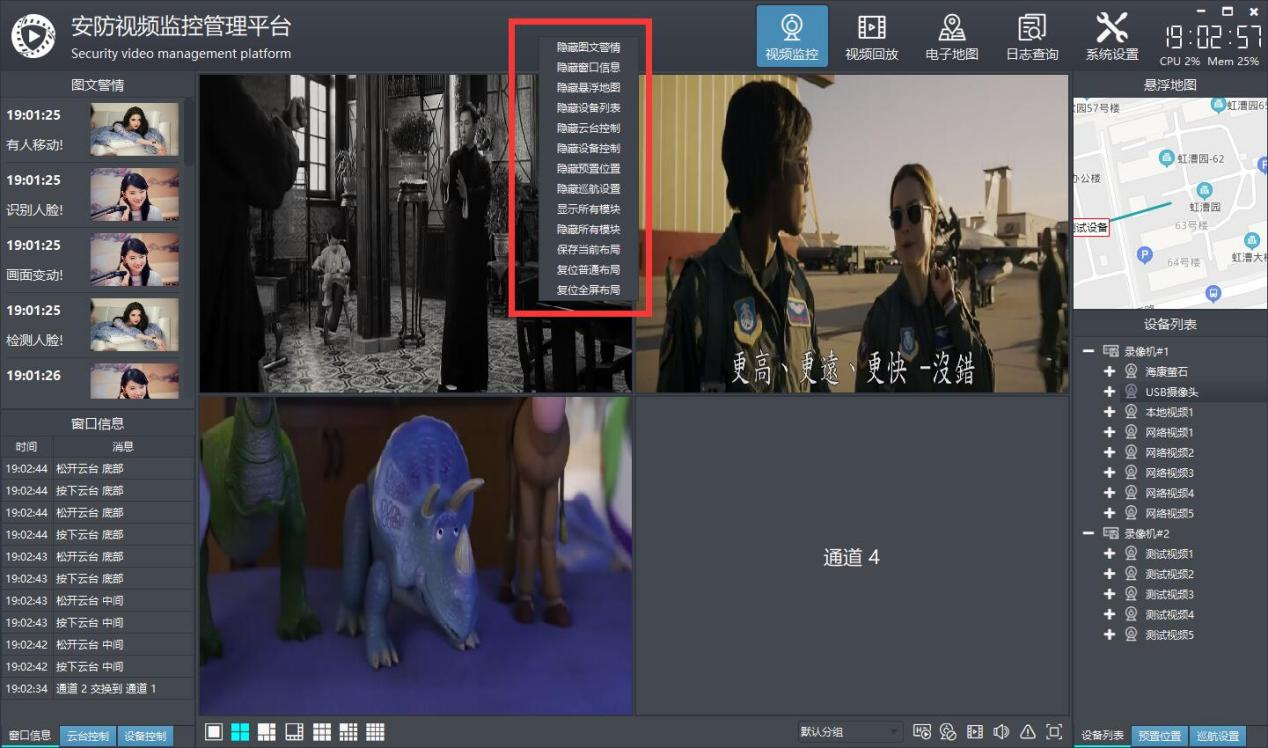 安防视频监控管理平台
Security video management platform
视频监控
视频回放
电子地图
日志查询
系统设置
19:02:57
CPU 2% Mem 25%
图文警情
19:01:25
有人移动!
19:01:25
识别人脸!
19:01:25
画面变动!
19:01:25
检测人脸!
19:01:26
窗口信息
时间 消息
19:02:44 松开云台 底部
19:02:44 按下云台 底部
19:02:44 松开云台 底部
19:02:44 按下云台 底部
19:02:43 松开云台 底部
19:02:43 按下云台 底部
19:02:43 松开云台 中间
19:02:43 按下云台 中间
19:02:42 松开云台 中间
19:02:42 按下云台 中间
19:02:34 通道 2 交换到 通道 1
窗口信息 云台控制 设备控制
隐藏图文警情
隐藏窗口信息
隐藏悬浮地图
隐藏设备列表
隐藏云台控制
隐藏设备控制
隐藏预置位置
隐藏巡航设置
显示所有模块
隐藏所有模块
保存当前布局
复位普通布局
复位全屏布局
更高、更遠、更快 -沒錯
通道 4
默认分组
悬浮地图
园57号楼
虹漕园65
虹漕园-62
办公楼
虹漕园
63号楼
测试设备
虹漕大楼
64号楼
P
P
设备列表
录像机#1
海康萤石
USB摄像头
本地视频1
网络视频1
网络视频2
网络视频3
网络视频4
网络视频5
录像机#2
测试视频1
测试视频2
测试视频3
测试视频4
测试视频5
设备列表 预置位置 巡航设置